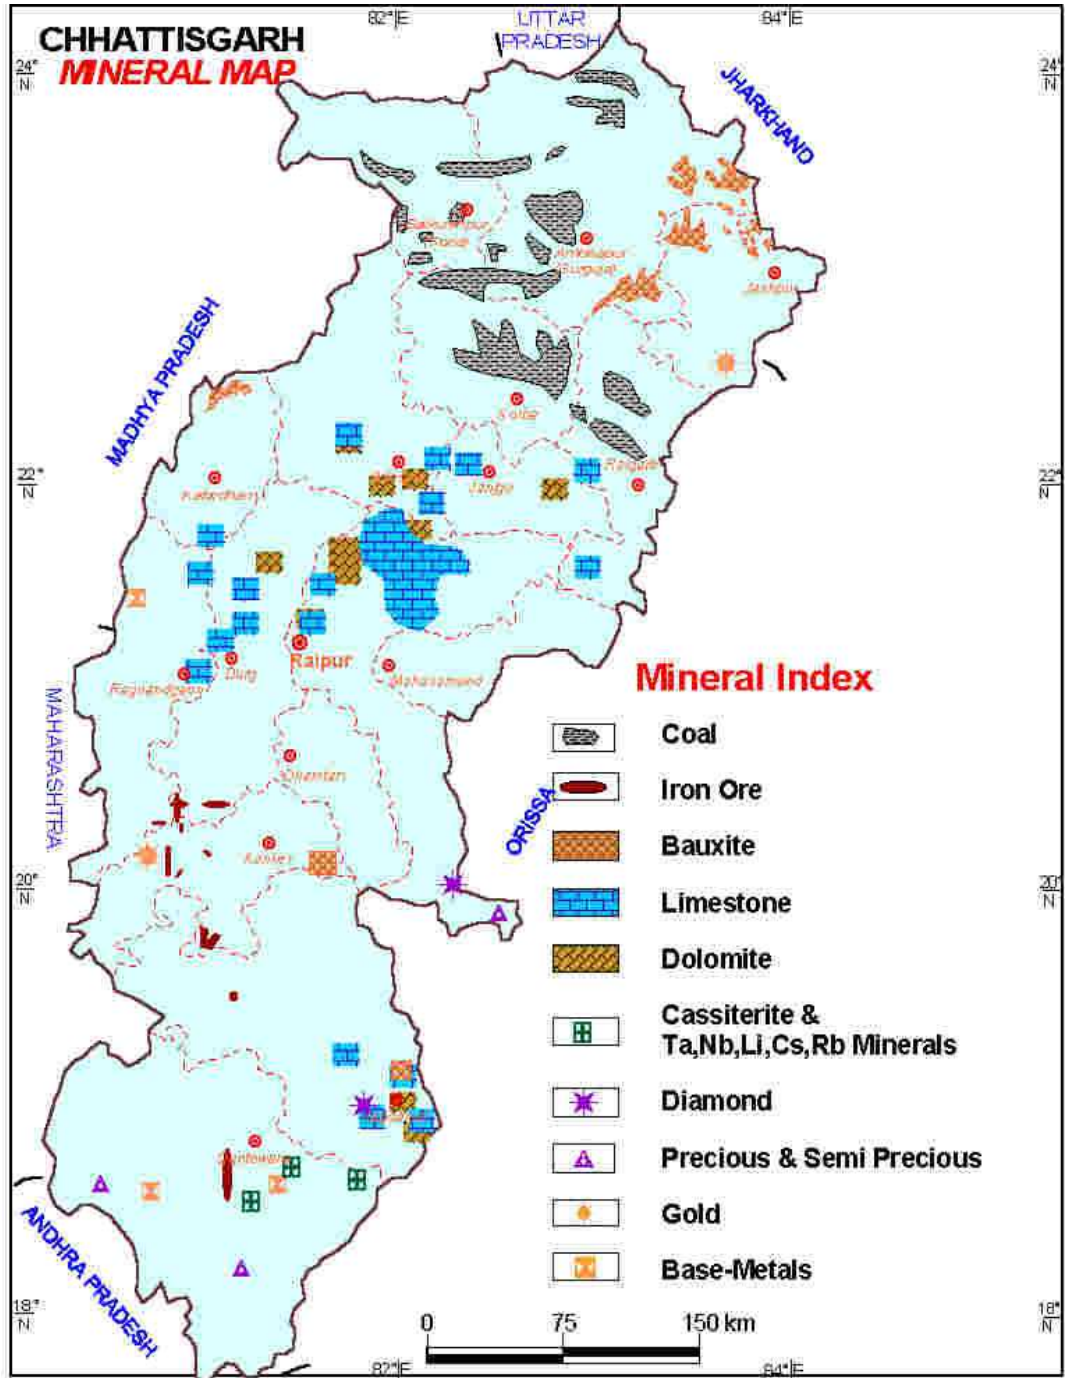 CHHATTISGARH
MINERAL MAP
82° E
84° E
LITTAR
PRADESH
24°
N
24°
N
JHARKHAND
Ambikapur
(Surguja)
Jashpur
MADHYA PRADESH
Korba
22°
N
Raigarh
22°
N
Janjgir
Kawardha
Raipur
Durg
Mahasamund
Rajnandgaon
MAHARASHTRA
Dhamtari
ORISSA
Kanker
20°
N
20°
N
Dantewara
ANDHRA PRADESH
18°
N
18°
N
Mineral Index
Coal
Iron Ore
Bauxite
Limestone
Dolomite
Cassiterite &
Ta,Nb,Li,Cs,Rb Minerals
Diamond
Precious & Semi Precious
Gold
Base-Metals
0 75 150 km
82° E
84° E